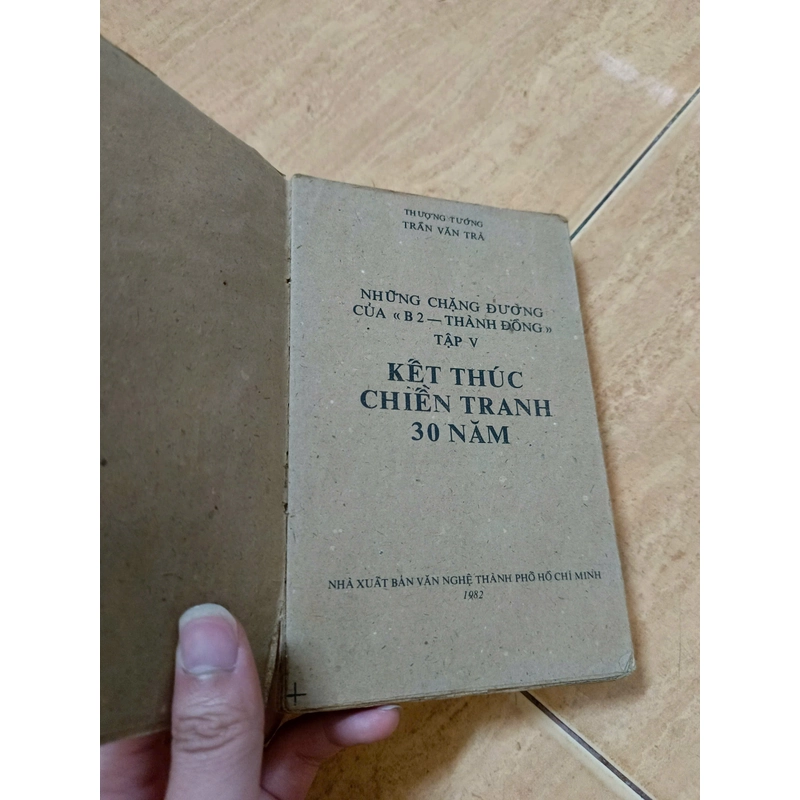 THƯỢNG TƯỚNG
TRẦN VĂN TRÀ
NHỮNG CHẶNG ĐƯỜNG
CỦA « B 2 — THÀNH ĐỒNG »
TẬP V
KẾT THÚC
CHIẾN TRANH
30 NĂM
NHÀ XUẤT BẢN VĂN NGHỆ THÀNH PHỐ HỒ CHÍ MINH
1982